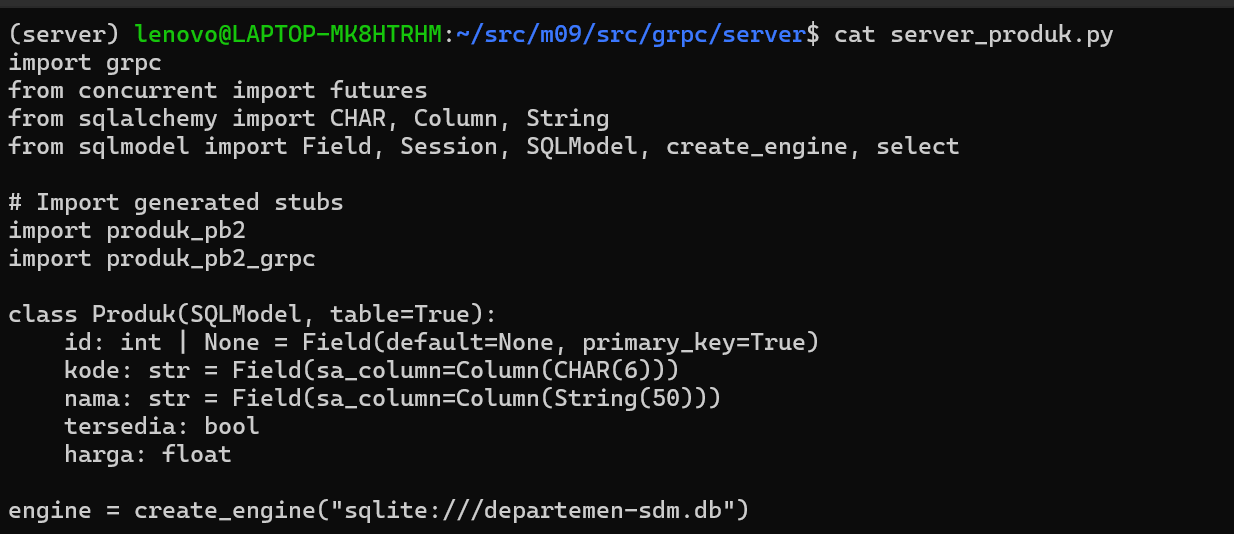 (server) lenovo@LAPTOP-MK8HTRHM:~/src/m09/src/grpc/server$ cat server_produk.py
import grpc
from concurrent import futures
from sqlalchemy import CHAR, Column, String
from sqlmodel import Field, Session, SQLModel, create_engine, select

# Import generated stubs
import produk_pb2
import produk_pb2_grpc

class Produk(SQLModel, table=True):
    id: int | None = Field(default=None, primary_key=True)
    kode: str = Field(sa_column=Column(CHAR(6)))
    nama: str = Field(sa_column=Column(String(50)))
    tersedia: bool
    harga: float

engine = create_engine("sqlite:///departemen-sdm.db")